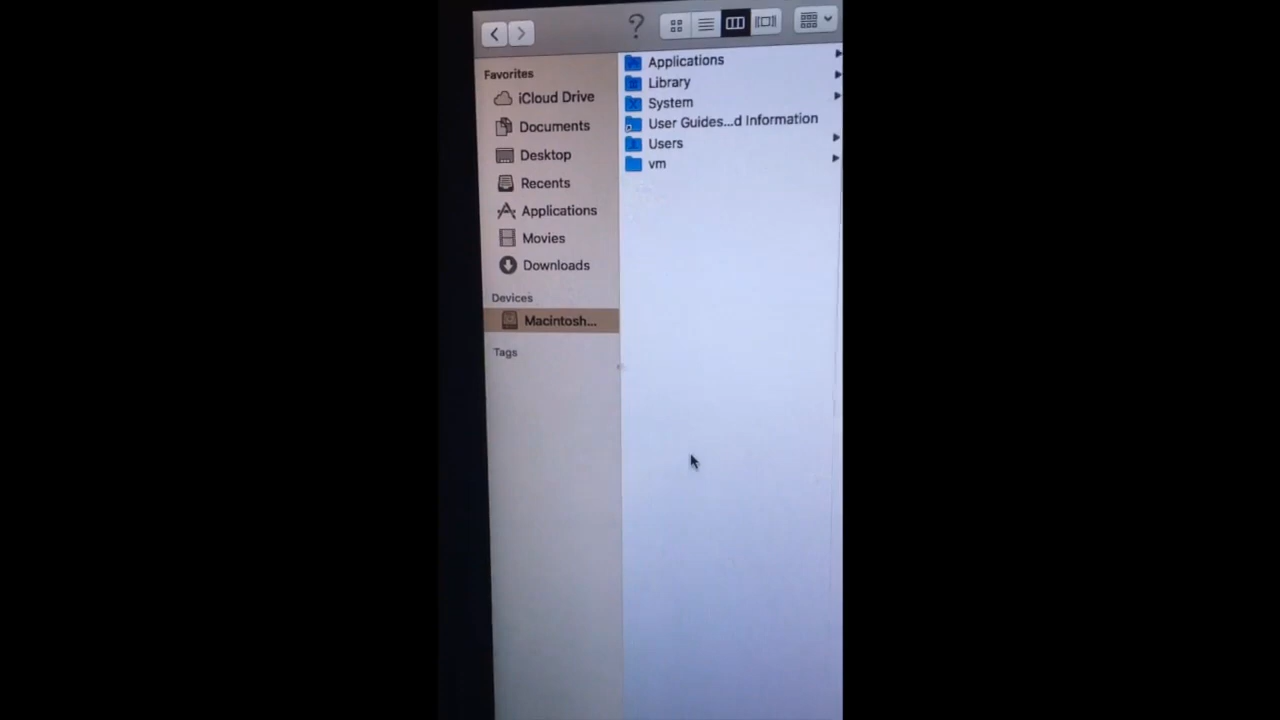 Favorites
iCloud Drive
Documents
Desktop
Recents
Applications
Movies
Downloads
Devices
Macintosh...
Tags
?
Applications
Library
System
User Guides...d Information
Users
vm